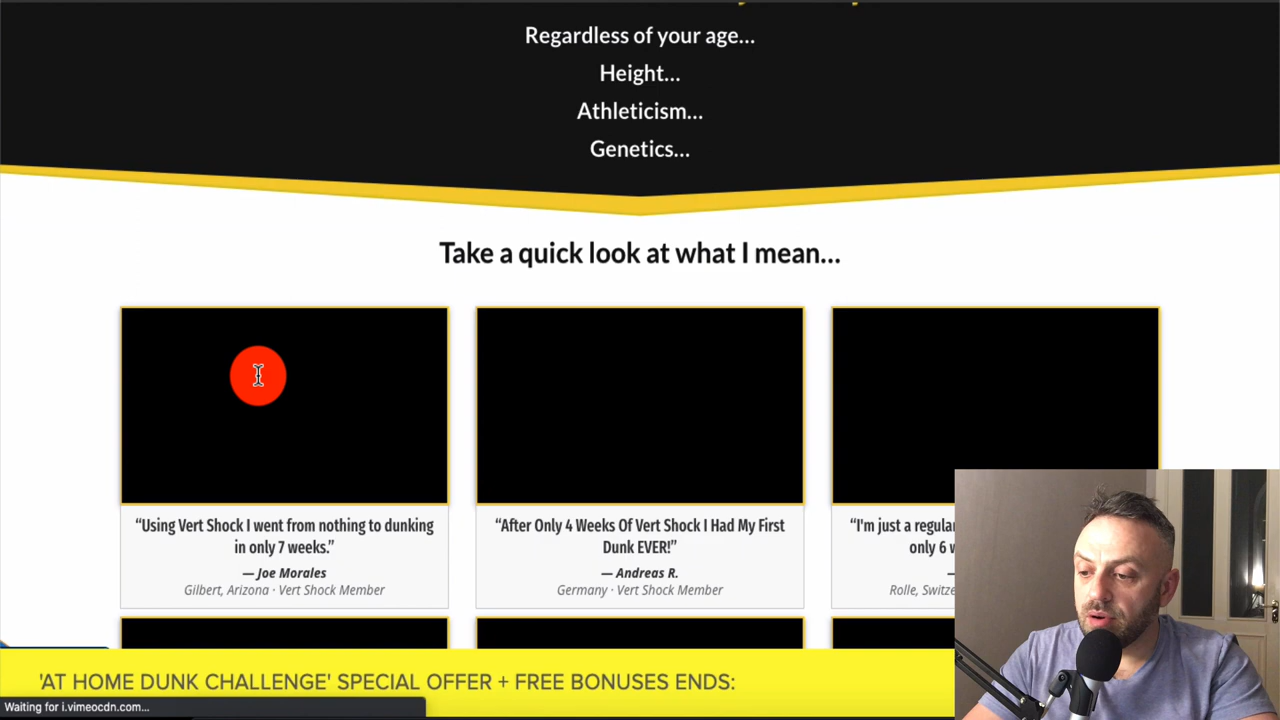 Regardless of your age...
Height...
Athleticism...
Genetics...
Take a quick look at what I mean...
“Using Vert Shock I went from nothing to dunking
in only 7 weeks.”
— Joe Morales
Gilbert, Arizona · Vert Shock Member
“After Only 4 Weeks Of Vert Shock I Had My First
Dunk EVER!”
— Andreas R.
Germany · Vert Shock Member
“I'm just a regular
only 6 w
—
Rolle, Switze
'AT HOME DUNK CHALLENGE' SPECIAL OFFER + FREE BONUSES ENDS:
Waiting for i.vimeocdn.com...